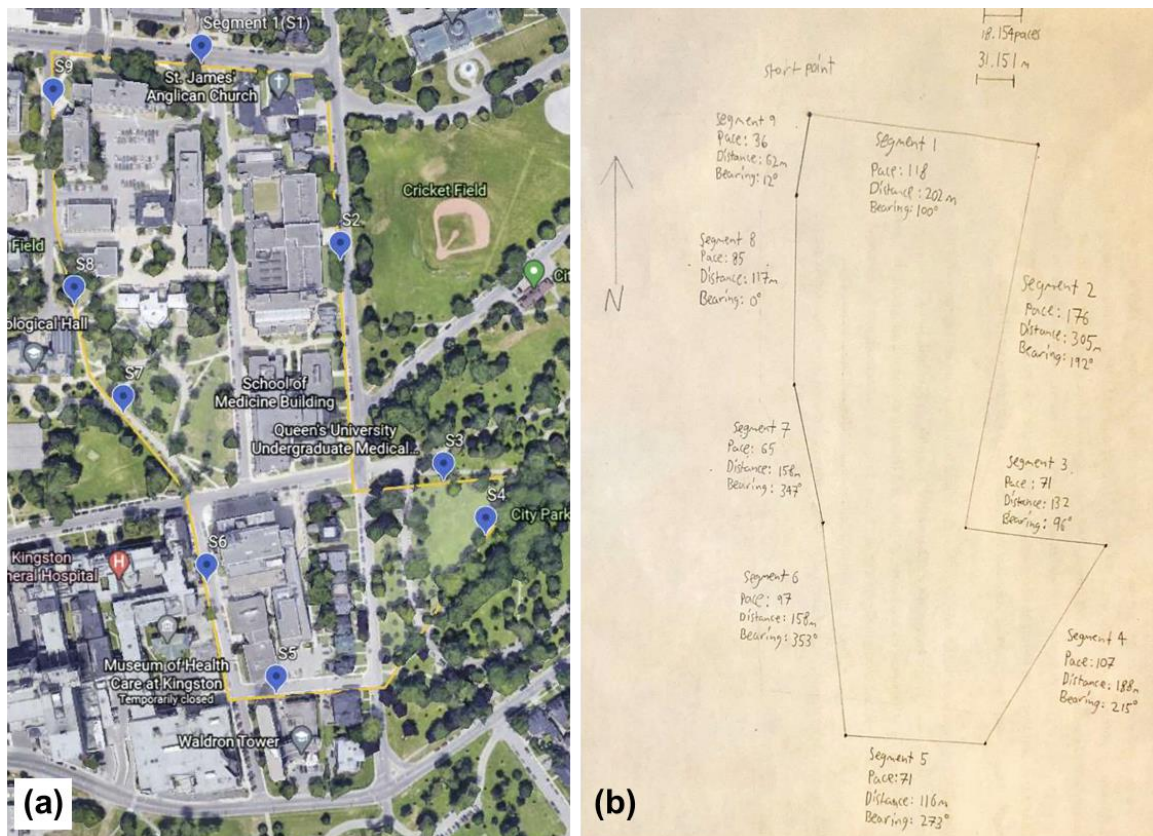 Segment 1 (S1)
S9
St. James
Anglican Church
Cricket Field
S2
Field
S8
ological Hall
S7
School of
Medicine Building
Queen's University
Undergraduate Medical...
S3
S4
City Park
Kingston
neral Hospital
H
S6
Museum of Health
Care at Kingston
Temporarily closed
S5
Waldron Tower
(a)
18.154 paces
31.151 m
start point
Segment 9
Pace: 36
Distance: 62m
Bearing: 12°
Segment 1
Pace: 118
Distance: 202m
Bearing: 100°
N
Segment 8
Pace: 85
Distance: 117m
Bearing: 0°
Segment 2
Pace: 176
Distance: 305m
Bearing: 192°
Segment 7
Pace: 65
Distance: 158m
Bearing: 347°
Segment 3
Pace: 71
Distance: 132
Bearing: 96°
Segment 6
Pace: 97
Distance: 158m
Bearing: 353°
Segment 4
Pace: 107
Distance: 188m
Bearing: 215°
Segment 5
Pace: 71
Distance: 116m
Bearing: 273°
(b)